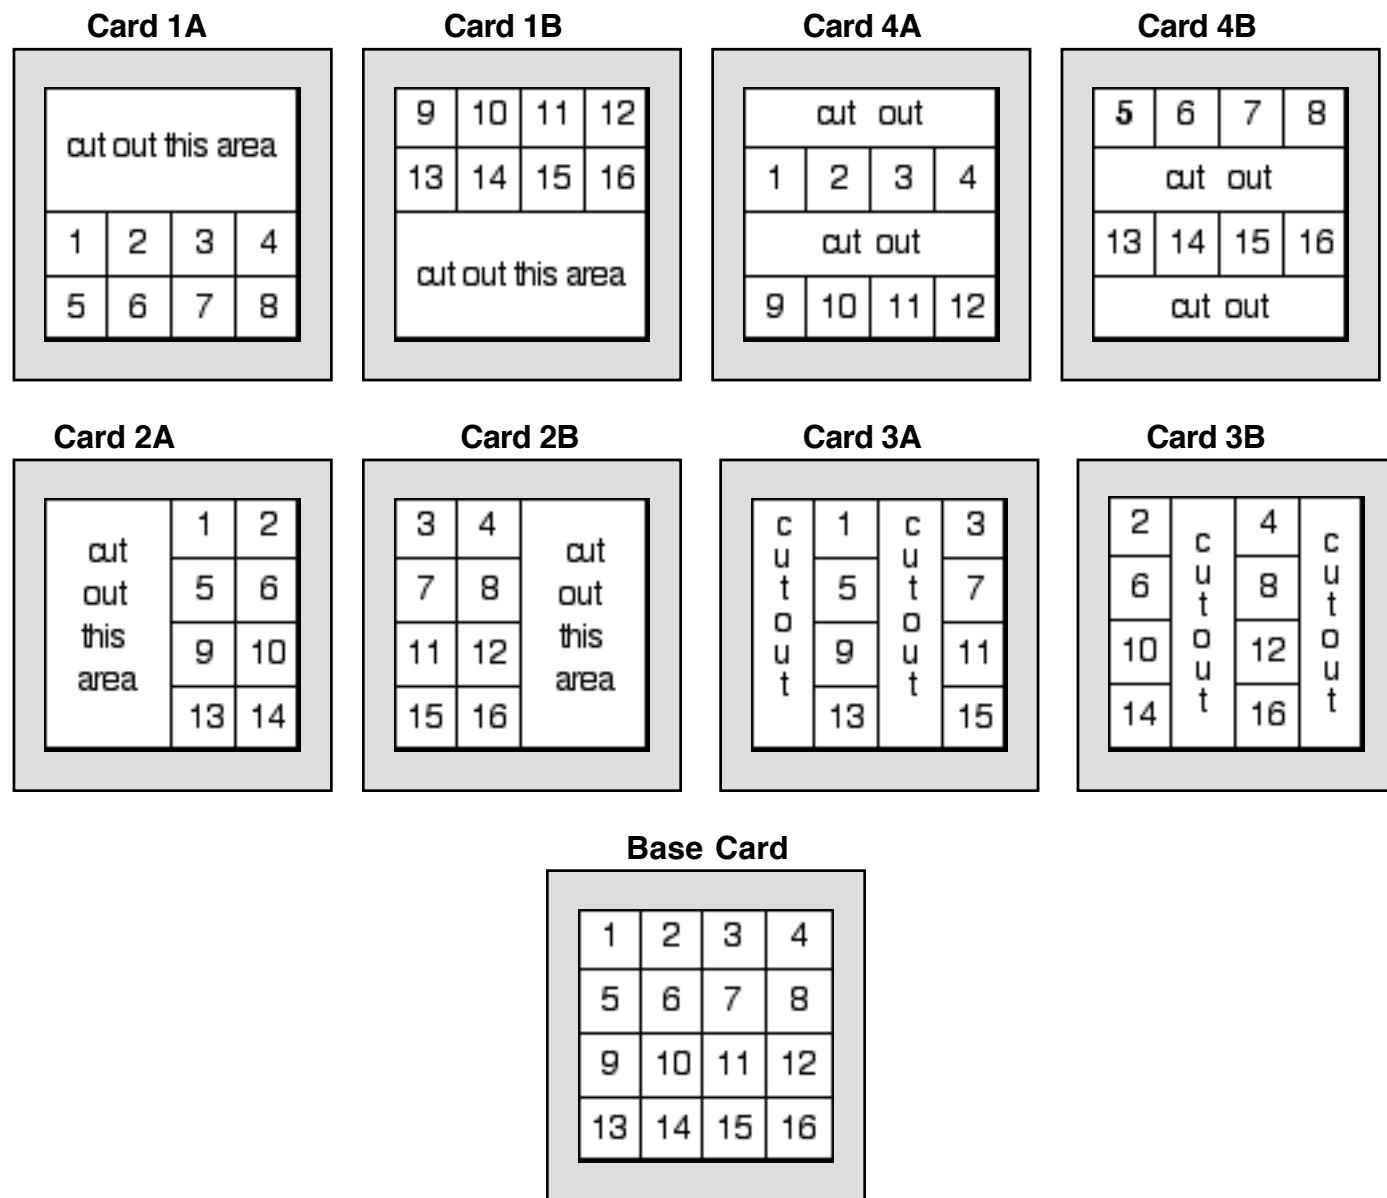 Card 1A
cut out this area
1 2 3 4
5 6 7 8
Card 1B
9 10 11 12
13 14 15 16
cut out this area
Card 4A
cut out
1 2 3 4
cut out
9 10 11 12
Card 4B
5 6 7 8
cut out
13 14 15 16
cut out
Card 2A
cut
out
this
area
1 2
5 6
9 10
13 14
Card 2B
3 4
7 8
11 12
15 16
cut
out
this
area
Card 3A
c
u
t
o
u
t
1
5
9
13
c
u
t
o
u
t
3
7
11
15
Card 3B
2
6
10
14
c
u
t
o
u
t
4
8
12
16
c
u
t
o
u
t
Base Card
1 2 3 4
5 6 7 8
9 10 11 12
13 14 15 16